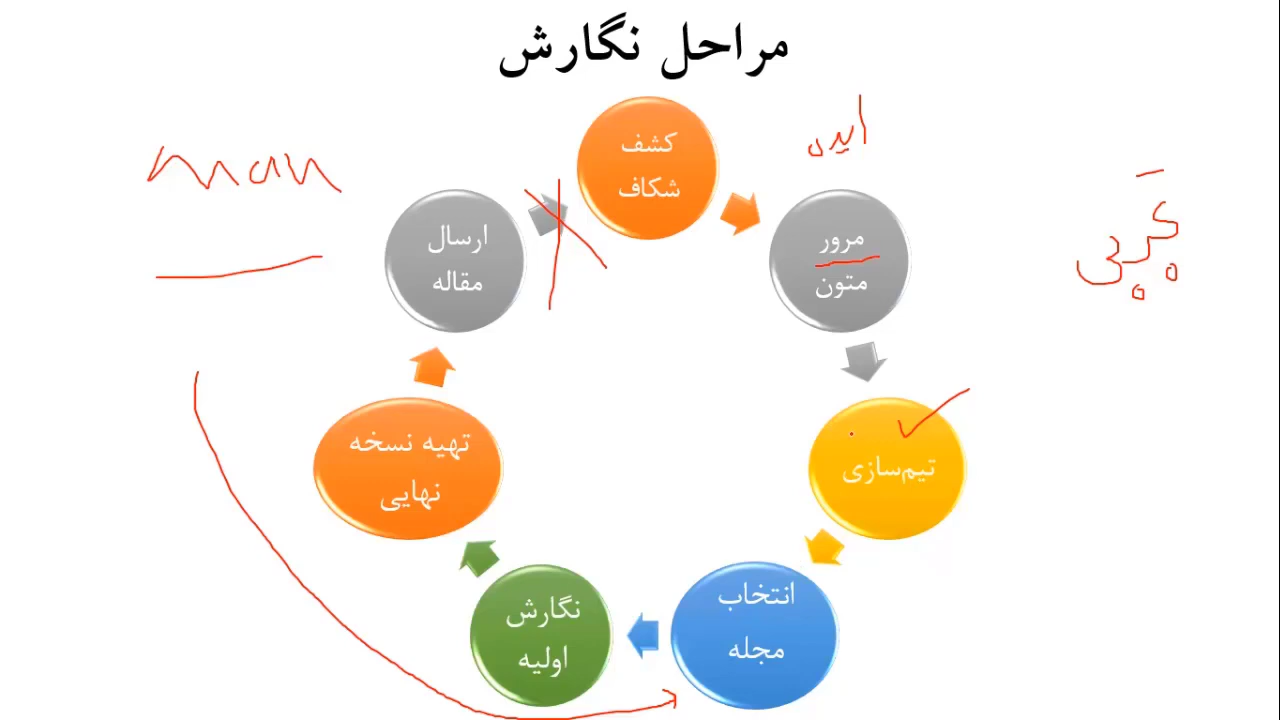 مراحل نگارش
کشف
شکاف
ایده
مرور
متون
تیم‌سازی
انتخاب
مجله
نگارش
اولیه
تهیه نسخه
نهایی
ارسال
مقاله